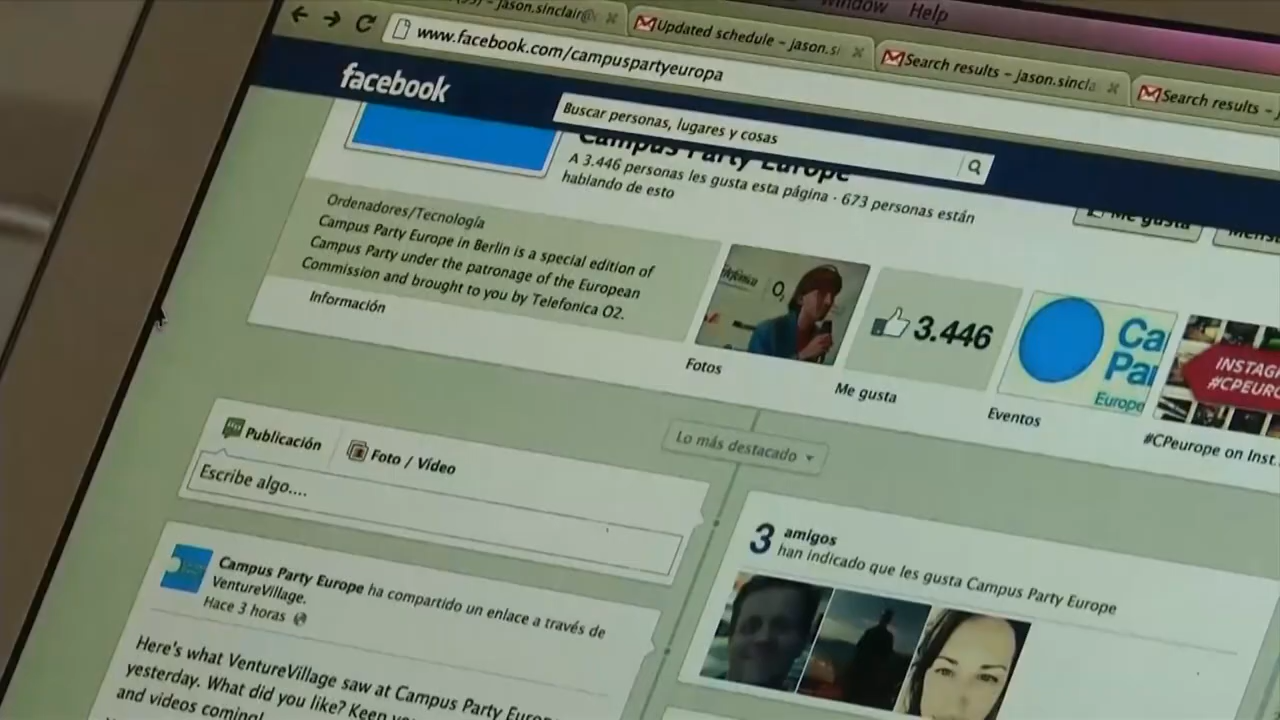 Window Help
jason.sinclair@
Updated schedule – jason.si
Search results – jason.sincla
Search results –
www.facebook.com/campuspartyeuropa
facebook
Buscar personas, lugares y cosas
Campus Party Europe
A 3.446 personas les gusta esta página · 673 personas están
hablando de esto
Me gusta
Ordenadores/Tecnología
Campus Party Europe in Berlin is a special edition of
Campus Party under the patronage of the European
Commission and brought to you by Telefonica O2.
Información
O2
3.446
Ca
Pa
Europe
INSTAG
#CPEURO
Fotos
Me gusta
Eventos
#CPeurope on Inst.
Lo más destacado
Publicación
Foto / Vídeo
Escribe algo....
Campus Party Europe ha compartido un enlace a través de
VentureVillage.
Hace 3 horas
Here's what VentureVillage saw at Campus Party Euro
yesterday. What did you like? Keep
and videos coming!
3 amigos
han indicado que les gusta Campus Party Europe